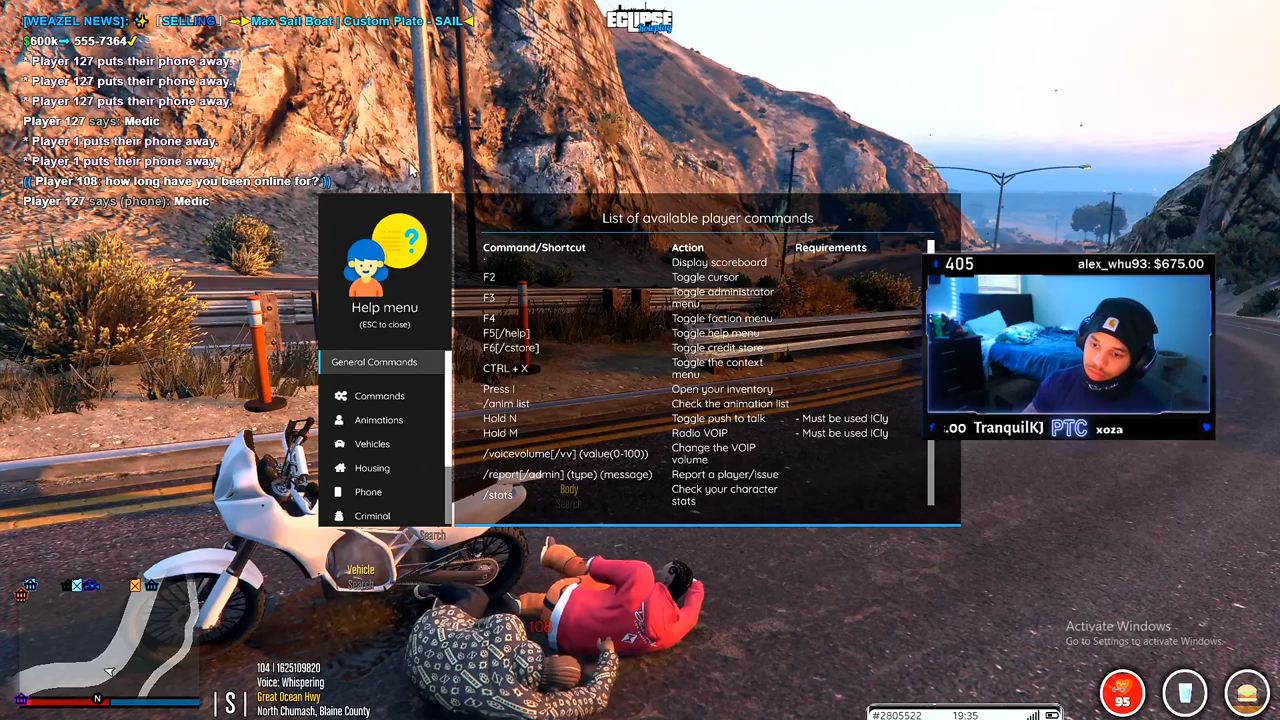 [WEAZEL NEWS]: [SELLING] Max Sail Boat | Custom Plate - SAIL
$600k 555-7364
* Player 127 puts their phone away.
* Player 127 puts their phone away.
* Player 127 puts their phone away.
Player 127 says: Medic
* Player 1 puts their phone away.
* Player 1 puts their phone away.
(( Player 108: how long have you been online for? ))
Player 127 says (phone): Medic
ECLIPSE
Roleplay
Help menu
(ESC to close)
General Commands
Commands
Animations
Vehicles
Housing
Phone
Criminal
List of available player commands
Command/Shortcut Action Requirements
` Display scoreboard
F2 Toggle cursor
F3 Toggle administrator menu
F4 Toggle faction menu
F5[/help] Toggle help menu
F6[/cstore] Toggle credit store
CTRL + X Toggle the context menu
Press I Open your inventory
/anim list Check the animation list
Hold N Toggle push to talk - Must be used ICly
Hold M Radio VOIP - Must be used ICly
/voicevolume[/vv] (value(0-100)) Change the VOIP volume
/report[/admin] (type) (message) Report a player/issue
/stats Check your character stats
Body
Search
Search
Vehicle
Search
108
405 alex_whu93: $675.00
.00 TranquilKJ PTC xoza
Activate Windows
Go to Settings to activate Windows.
N
104 | 1625109820
Voice: Whispering
Great Ocean Hwy
North Chumash, Blaine County
| S |
95
#2805522 19:35